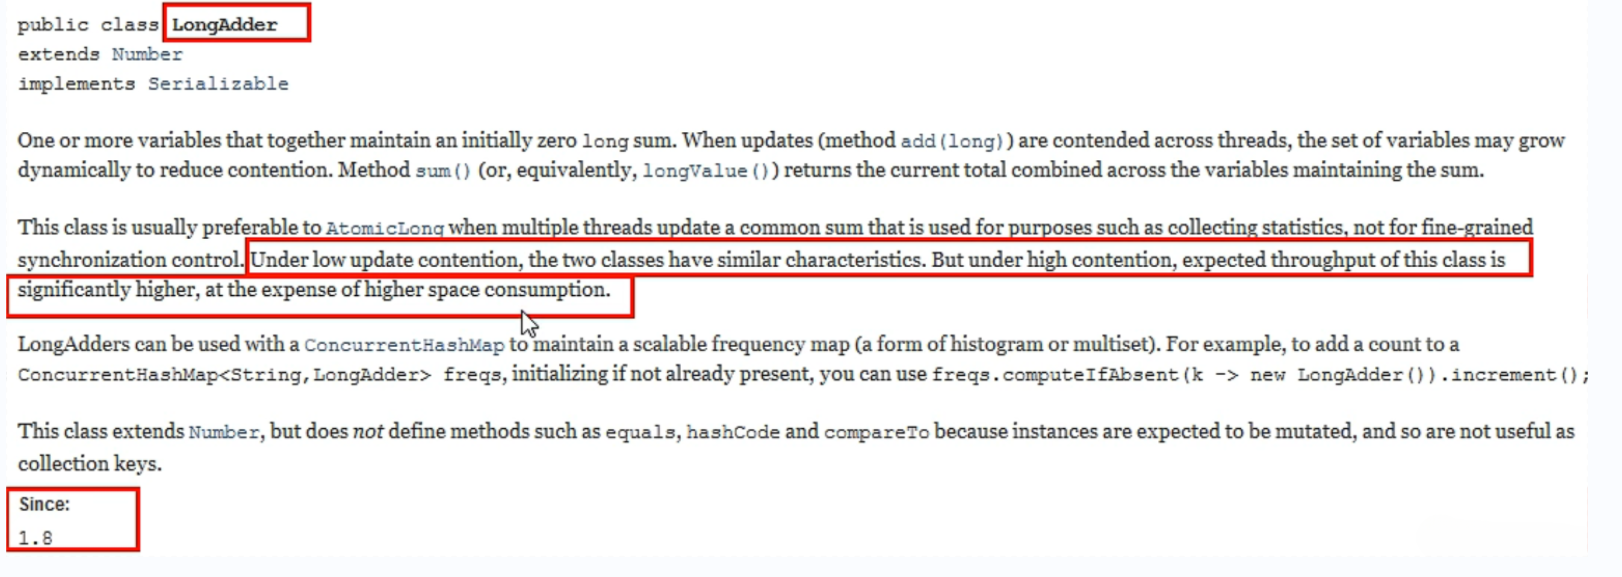 public class LongAdder
extends Number
implements Serializable
One or more variables that together maintain an initially zero long sum. When updates (method add(long)) are contended across threads, the set of variables may grow
dynamically to reduce contention. Method sum() (or, equivalently, longValue()) returns the current total combined across the variables maintaining the sum.
This class is usually preferable to AtomicLong when multiple threads update a common sum that is used for purposes such as collecting statistics, not for fine-grained
synchronization control. Under low update contention, the two classes have similar characteristics. But under high contention, expected throughput of this class is
significantly higher, at the expense of higher space consumption.
LongAdders can be used with a ConcurrentHashMap to maintain a scalable frequency map (a form of histogram or multiset). For example, to add a count to a
ConcurrentHashMap<String,LongAdder> freqs, initializing if not already present, you can use freqs.computeIfAbsent(k -> new LongAdder()).increment();
This class extends Number, but does not define methods such as equals, hashCode and compareTo because instances are expected to be mutated, and so are not useful as
collection keys.
Since:
1.8